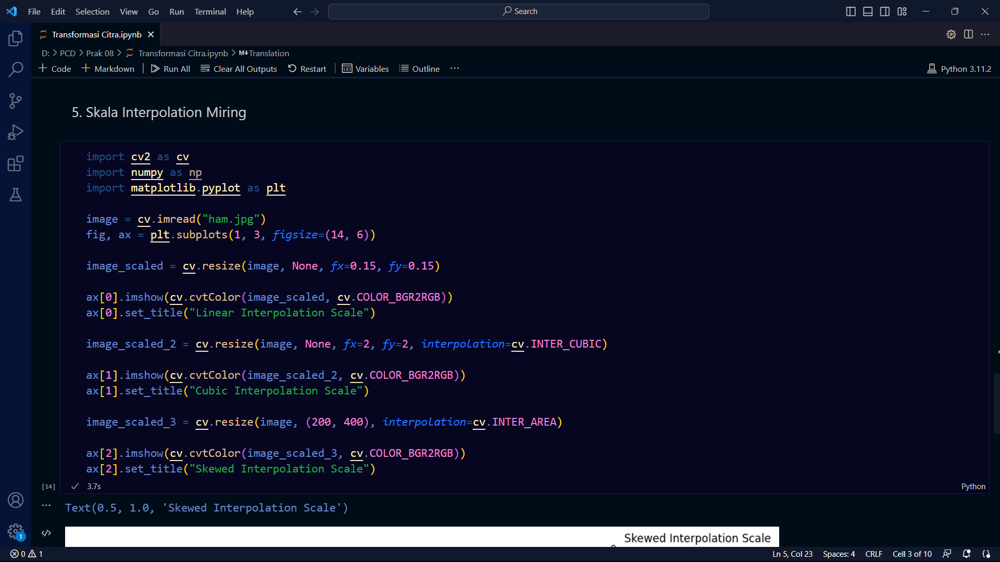 File Edit Selection View Go Run Terminal Help
Search
Transformasi Citra.ipynb
D: > PCD > Prak 08 > Transformasi Citra.ipynb > M↓Translation
+ Code + Markdown | Run All Clear All Outputs Restart | Variables Outline ···
Python 3.11.2
5. Skala Interpolation Miring
import cv2 as cv
import numpy as np
import matplotlib.pyplot as plt
image = cv.imread("ham.jpg")
fig, ax = plt.subplots(1, 3, figsize=(14, 6))
image_scaled = cv.resize(image, None, fx=0.15, fy=0.15)
ax[0].imshow(cv.cvtColor(image_scaled, cv.COLOR_BGR2RGB))
ax[0].set_title("Linear Interpolation Scale")
image_scaled_2 = cv.resize(image, None, fx=2, fy=2, interpolation=cv.INTER_CUBIC)
ax[1].imshow(cv.cvtColor(image_scaled_2, cv.COLOR_BGR2RGB))
ax[1].set_title("Cubic Interpolation Scale")
image_scaled_3 = cv.resize(image, (200, 400), interpolation=cv.INTER_AREA)
ax[2].imshow(cv.cvtColor(image_scaled_3, cv.COLOR_BGR2RGB))
ax[2].set_title("Skewed Interpolation Scale")
[14] ✓ 3.7s
Python
··· Text(0.5, 1.0, 'Skewed Interpolation Scale')
</> Skewed Interpolation Scale
1
0 1
Ln 5, Col 23 Spaces: 4 CRLF Cell 3 of 10